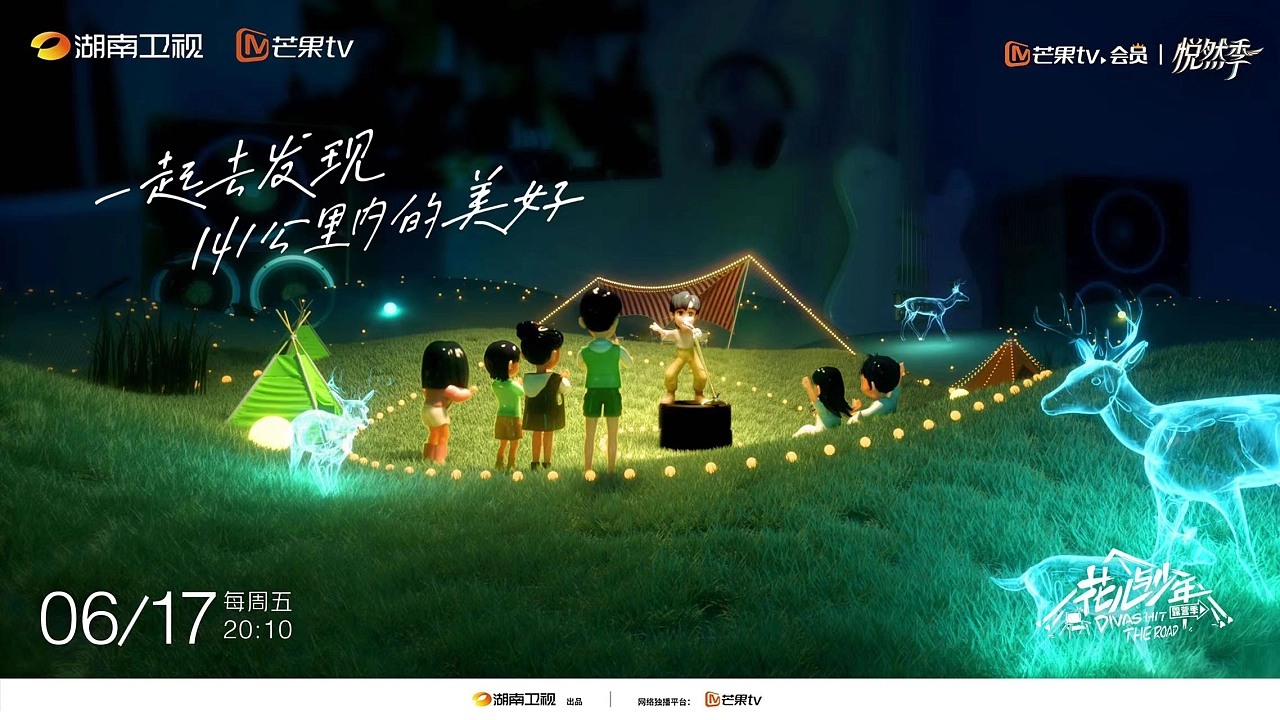 湖南卫视 芒果tv
芒果tv 会员 | 悦然季
一起去发现
141公里内的美好
06/17 每周五
20:10
花儿与少年
露营季
DIVAS HIT
THE ROAD
湖南卫视 出品 | 网络独播平台: 芒果tv